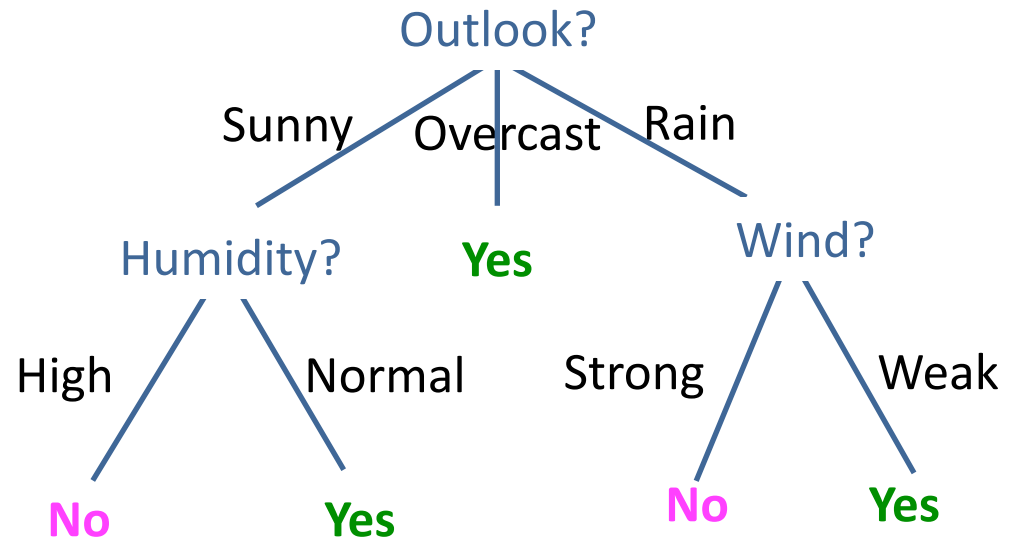 Outlook?
Sunny Overcast Rain
Humidity? Yes Wind?
High Normal Strong Weak
No Yes No Yes